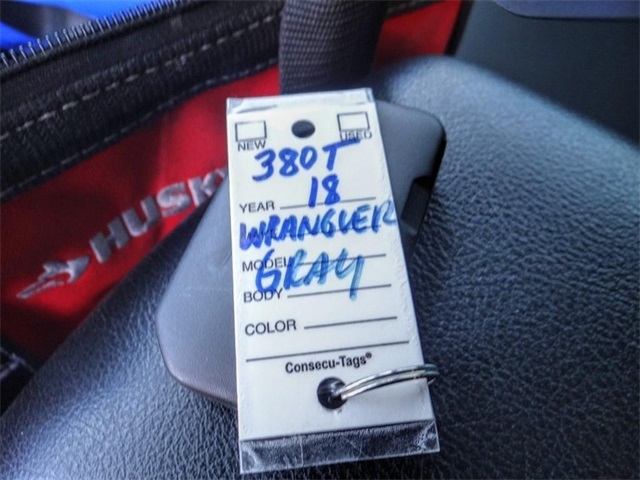 NEW USED
380T
YEAR 18
WRANGLER
MODEL
GRAY
BODY
COLOR
Consecu-Tags®
HUSKY